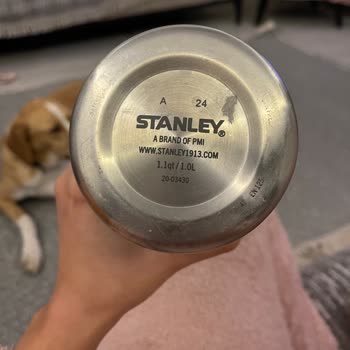 A 24
STANLEY®
A BRAND OF PMI
WWW.STANLEY1913.COM
1.1qt / 1.0L
20-03430